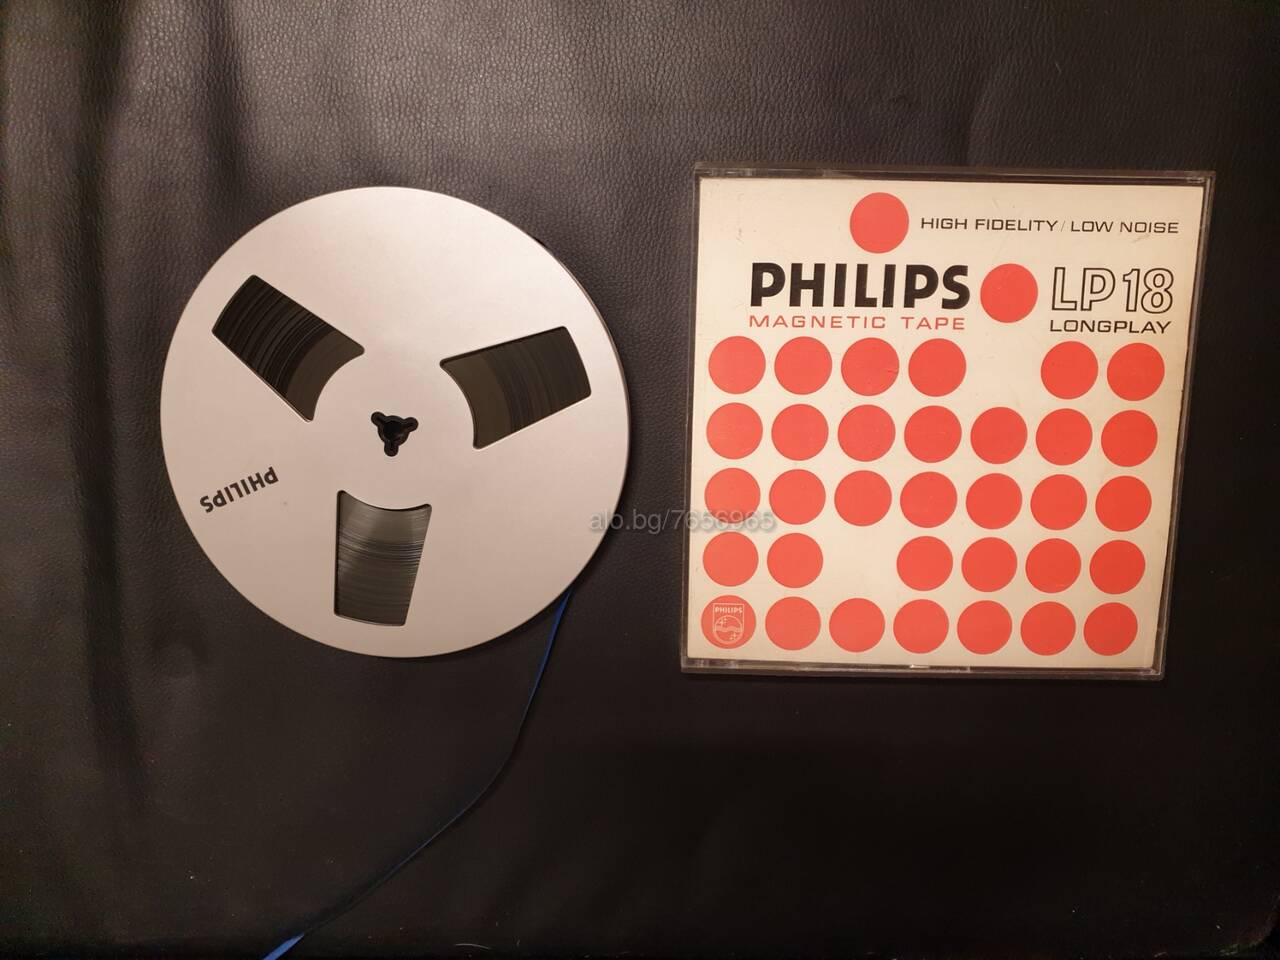 HIGH FIDELITY / LOW NOISE
PHILIPS
LP18
MAGNETIC TAPE
LONGPLAY
PHILIPS
PHILIPS
alo.bg/7656965